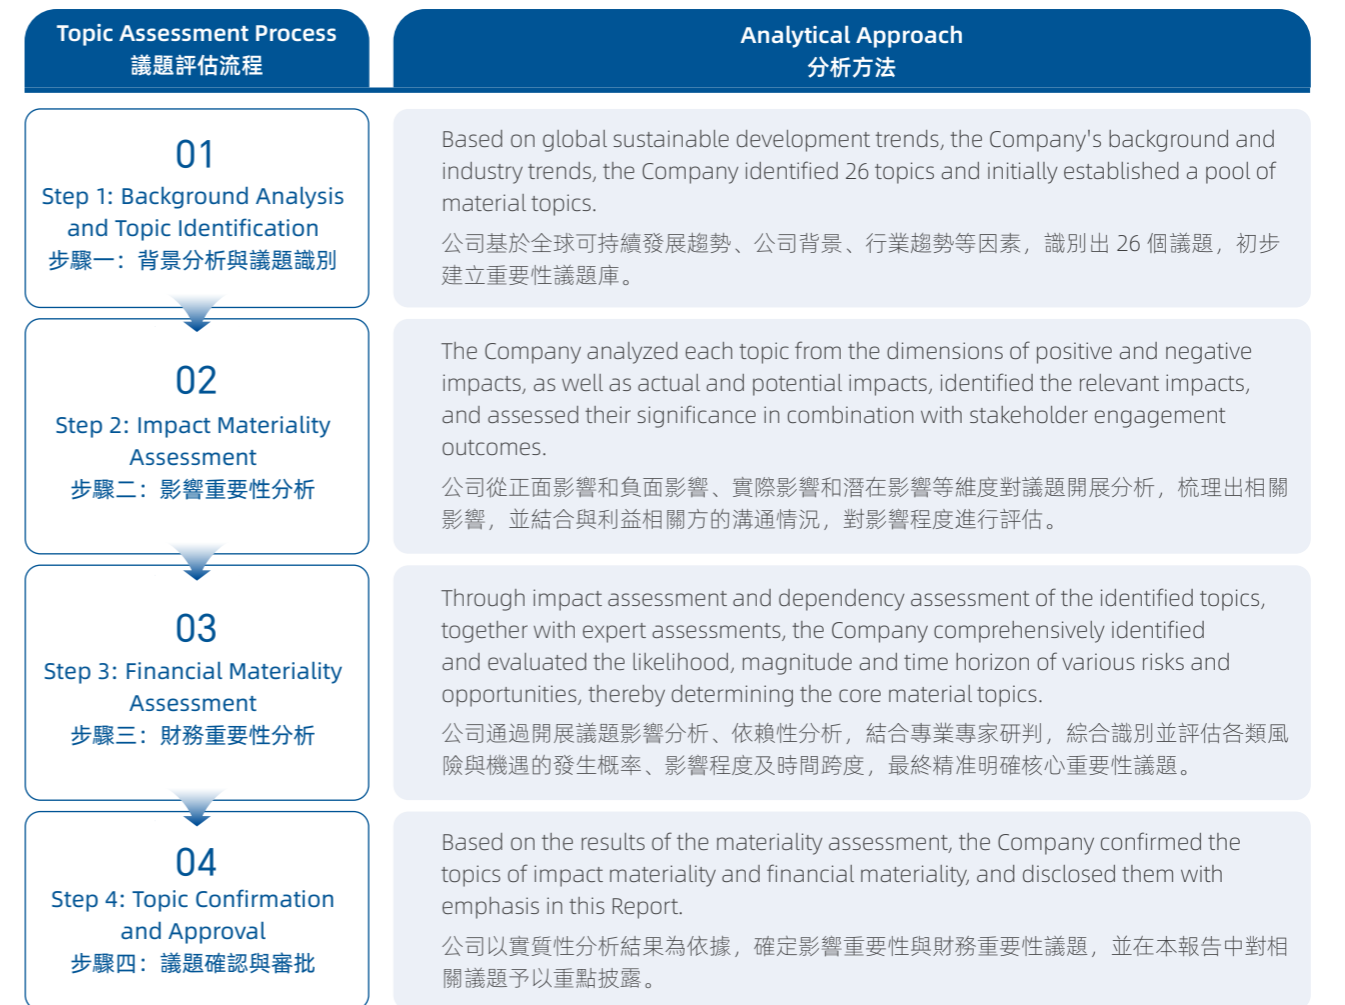 Topic Assessment Process
議題評估流程
Analytical Approach
分析方法
01
Step 1: Background Analysis
and Topic Identification
步驟一：背景分析與議題識別
Based on global sustainable development trends, the Company's background and
industry trends, the Company identified 26 topics and initially established a pool of
material topics.
公司基於全球可持續發展趨勢、公司背景、行業趨勢等因素，識別出 26 個議題，初步
建立重要性議題庫。
02
Step 2: Impact Materiality
Assessment
步驟二：影響重要性分析
The Company analyzed each topic from the dimensions of positive and negative
impacts, as well as actual and potential impacts, identified the relevant impacts,
and assessed their significance in combination with stakeholder engagement
outcomes.
公司從正面影響和負面影響、實際影響和潛在影響等維度對議題開展分析，梳理出相關
影響，並結合與利益相關方的溝通情況，對影響程度進行評估。
03
Step 3: Financial Materiality
Assessment
步驟三：財務重要性分析
Through impact assessment and dependency assessment of the identified topics,
together with expert assessments, the Company comprehensively identified
and evaluated the likelihood, magnitude and time horizon of various risks and
opportunities, thereby determining the core material topics.
公司通過開展議題影響分析、依賴性分析，結合專業專家研判，綜合識別並評估各類風
險與機遇的發生概率、影響程度及時間跨度，最終精准明確核心重要性議題。
04
Step 4: Topic Confirmation
and Approval
步驟四：議題確認與審批
Based on the results of the materiality assessment, the Company confirmed the
topics of impact materiality and financial materiality, and disclosed them with
emphasis in this Report.
公司以實質性分析結果為依據，確定影響重要性與財務重要性議題，並在本報告中對相
關議題予以重點披露。